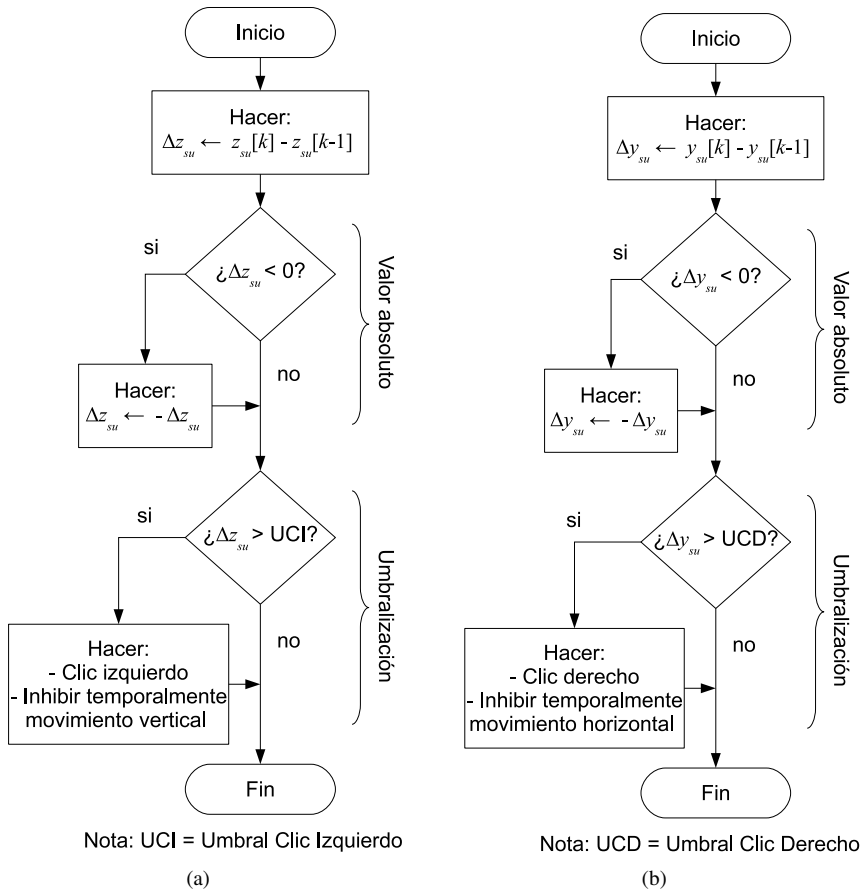 Inicio
Hacer:
Δz_su ← z_su[k] - z_su[k-1]
si
¿Δz_su < 0?
Valor absoluto
no
Hacer:
Δz_su ← - Δz_su
si
¿Δz_su > UCI?
Umbralización
no
Hacer:
- Clic izquierdo
- Inhibir temporalmente
movimiento vertical
Fin
Nota: UCI = Umbral Clic Izquierdo
(a)
Inicio
Hacer:
Δy_su ← y_su[k] - y_su[k-1]
si
¿Δy_su < 0?
Valor absoluto
no
Hacer:
Δy_su ← - Δy_su
si
¿Δy_su > UCD?
Umbralización
no
Hacer:
- Clic derecho
- Inhibir temporalmente
movimiento horizontal
Fin
Nota: UCD = Umbral Clic Derecho
(b)